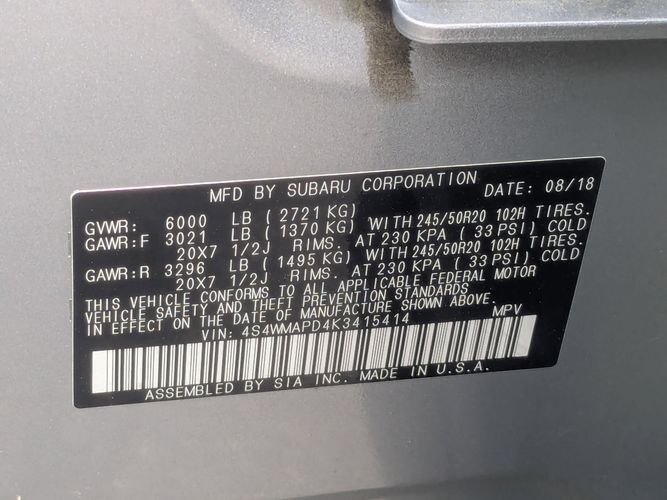 MFD BY SUBARU CORPORATION DATE: 08/18
GVWR: 6000 LB ( 2721 KG)
GAWR:F 3021 LB ( 1370 KG) WITH 245/50R20 102H TIRES.
20X7 1/2J RIMS. AT 230 KPA ( 33 PSI) COLD
GAWR:R 3296 LB ( 1495 KG) WITH 245/50R20 102H TIRES.
20X7 1/2J RIMS. AT 230 KPA ( 33 PSI) COLD
THIS VEHICLE CONFORMS TO ALL APPLICABLE FEDERAL MOTOR
VEHICLE SAFETY AND THEFT PREVENTION STANDARDS
IN EFFECT ON THE DATE OF MANUFACTURE SHOWN ABOVE.
VIN: 4S4WMAPD4K3415414 MPV
ASSEMBLED BY SIA INC. MADE IN U.S.A.